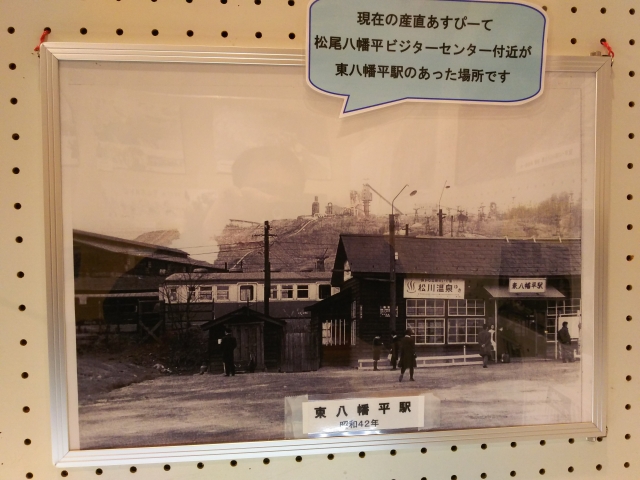 現在の産直あすぴーて
松尾八幡平ビジターセンター付近が
東八幡平駅のあった場所です
松川温泉
東八幡平駅
東八幡平駅
昭和42年